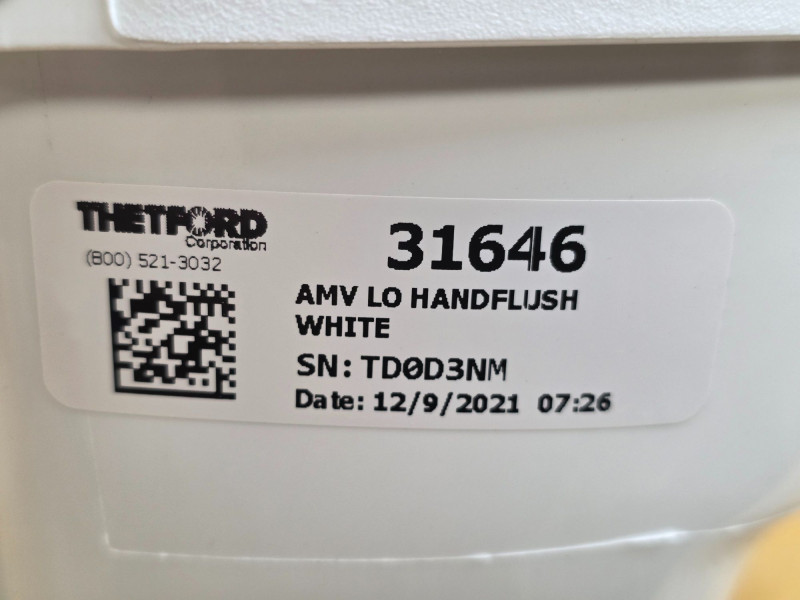 THETFORD
Corporation
(800) 521-3032
31646
AMV LO HANDFLUSH
WHITE
SN: TD0D3NM
Date: 12/9/2021 07:26